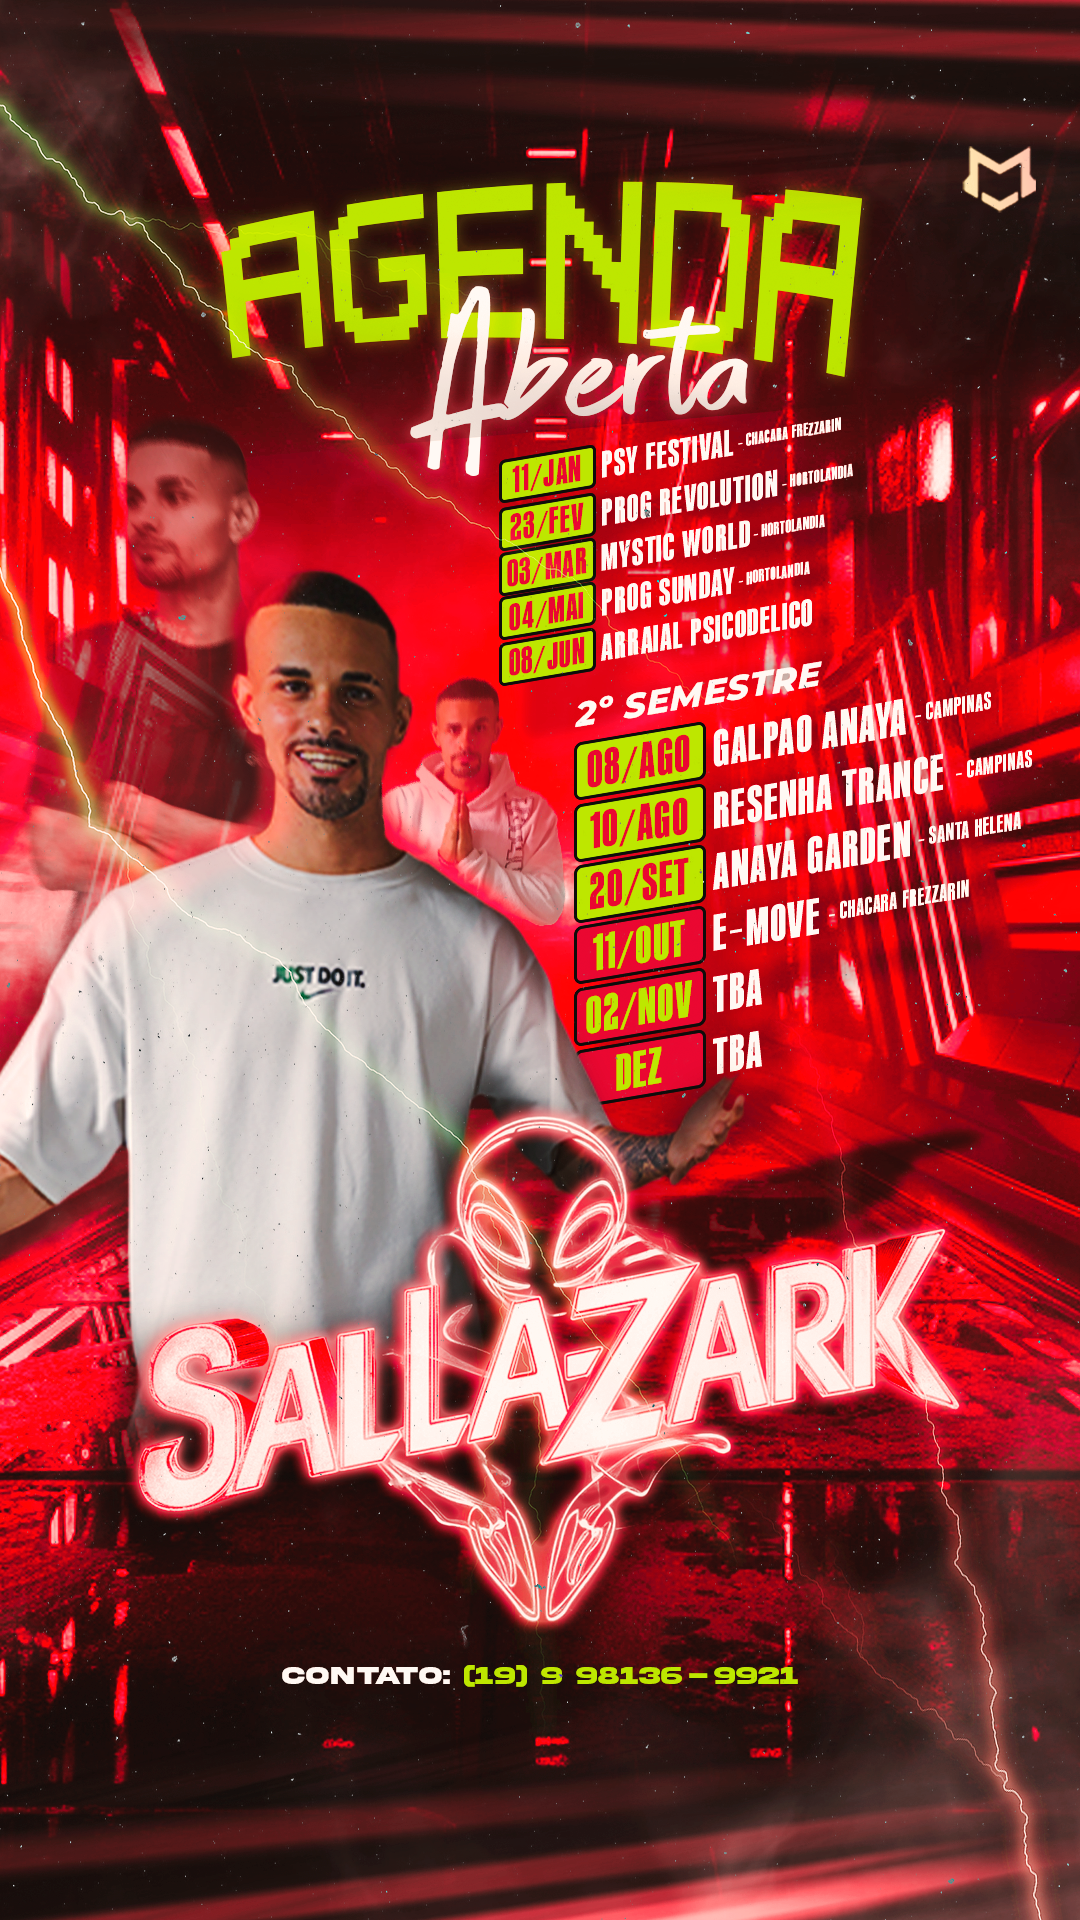 AGENDA
Aberta
11/JAN PSY FESTIVAL - CHACARA FREZZARIN
23/FEV PROG REVOLUTION - HORTOLANDIA
03/MAR MYSTIC WORLD - HORTOLANDIA
04/MAI PROG SUNDAY - HORTOLANDIA
08/JUN ARRAIAL PSICODELICO
2º SEMESTRE
08/AGO GALPAO ANAYA - CAMPINAS
10/AGO RESENHA TRANCE - CAMPINAS
20/SET ANAYA GARDEN - SANTA HELENA
11/OUT E-MOVE - CHACARA FREZZARIN
02/NOV TBA
DEZ TBA
JUST DO IT.
SALLA-ZARK
CONTATO: (19) 9 98136-9921